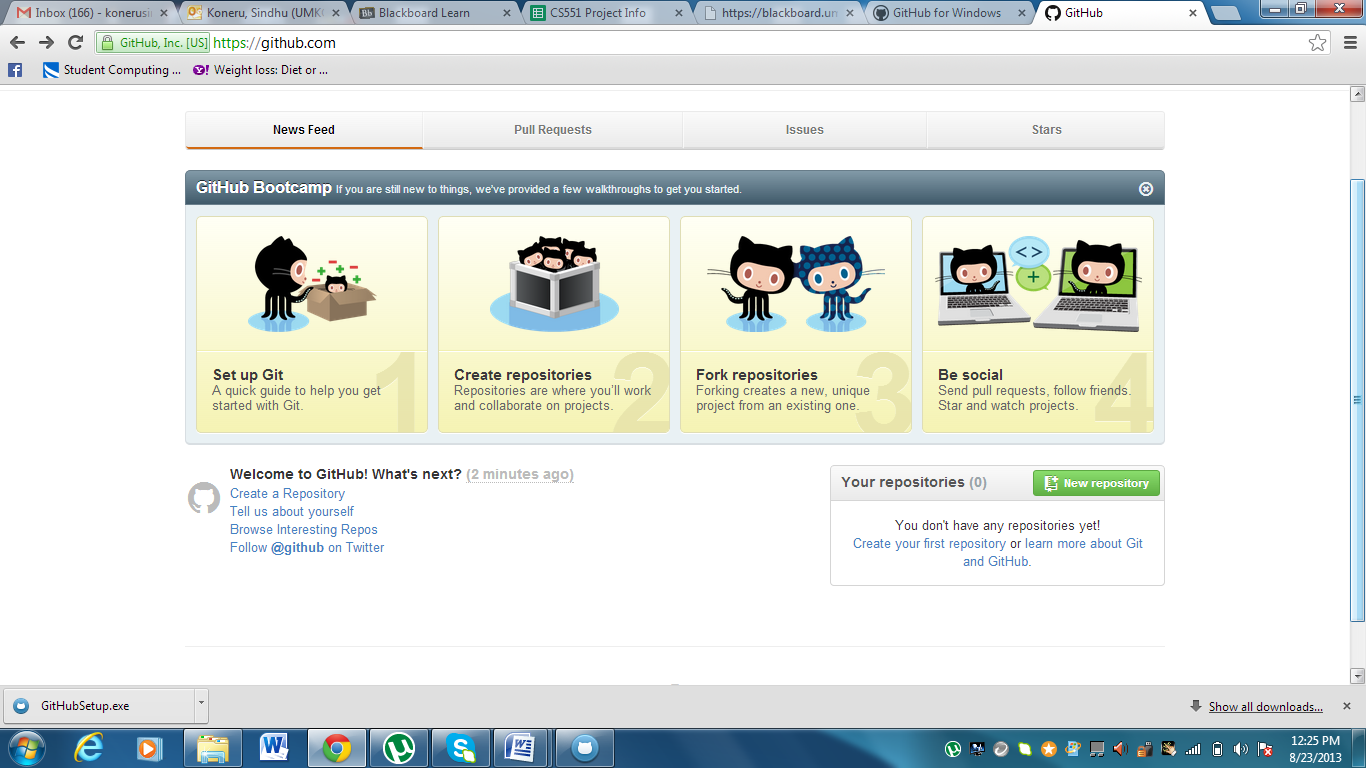 Inbox (166) - konerusin
Koneru, Sindhu (UMKC
Blackboard Learn
CS551 Project Info
https://blackboard.um
GitHub for Windows
GitHub
GitHub, Inc. [US] https://github.com
Student Computing ...
Weight loss: Diet or ...
News Feed
Pull Requests
Issues
Stars
GitHub Bootcamp If you are still new to things, we've provided a few walkthroughs to get you started.
1
Set up Git
A quick guide to help you get
started with Git.
2
Create repositories
Repositories are where you'll work
and collaborate on projects.
3
Fork repositories
Forking creates a new, unique
project from an existing one.
4
Be social
Send pull requests, follow friends.
Star and watch projects.
Welcome to GitHub! What's next? (2 minutes ago)
Create a Repository
Tell us about yourself
Browse Interesting Repos
Follow @github on Twitter
Your repositories (0)
New repository
You don't have any repositories yet!
Create your first repository or learn more about Git
and GitHub.
GitHubSetup.exe
Show all downloads...
12:25 PM
8/23/2013